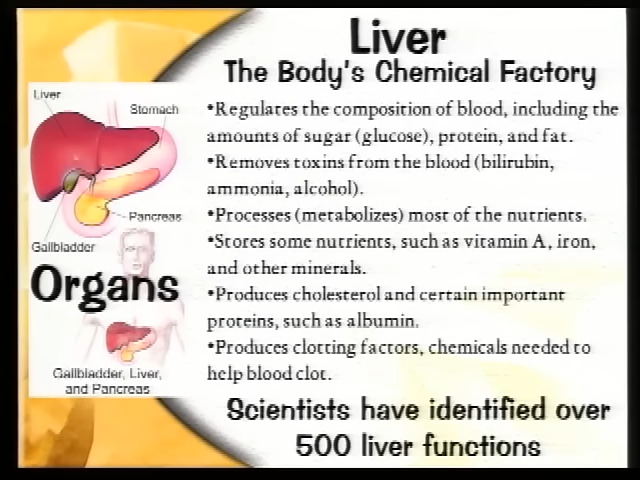 Liver
The Body's Chemical Factory
•Regulates the composition of blood, including the
amounts of sugar (glucose), protein, and fat.
•Removes toxins from the blood (bilirubin,
ammonia, alcohol).
•Processes (metabolizes) most of the nutrients.
•Stores some nutrients, such as vitamin A, iron,
and other minerals.
•Produces cholesterol and certain important
proteins, such as albumin.
•Produces clotting factors, chemicals needed to
help blood clot.
Scientists have identified over
500 liver functions
Liver
Stomach
Pancreas
Gallbladder
Organs
Gallbladder, Liver,
and Pancreas